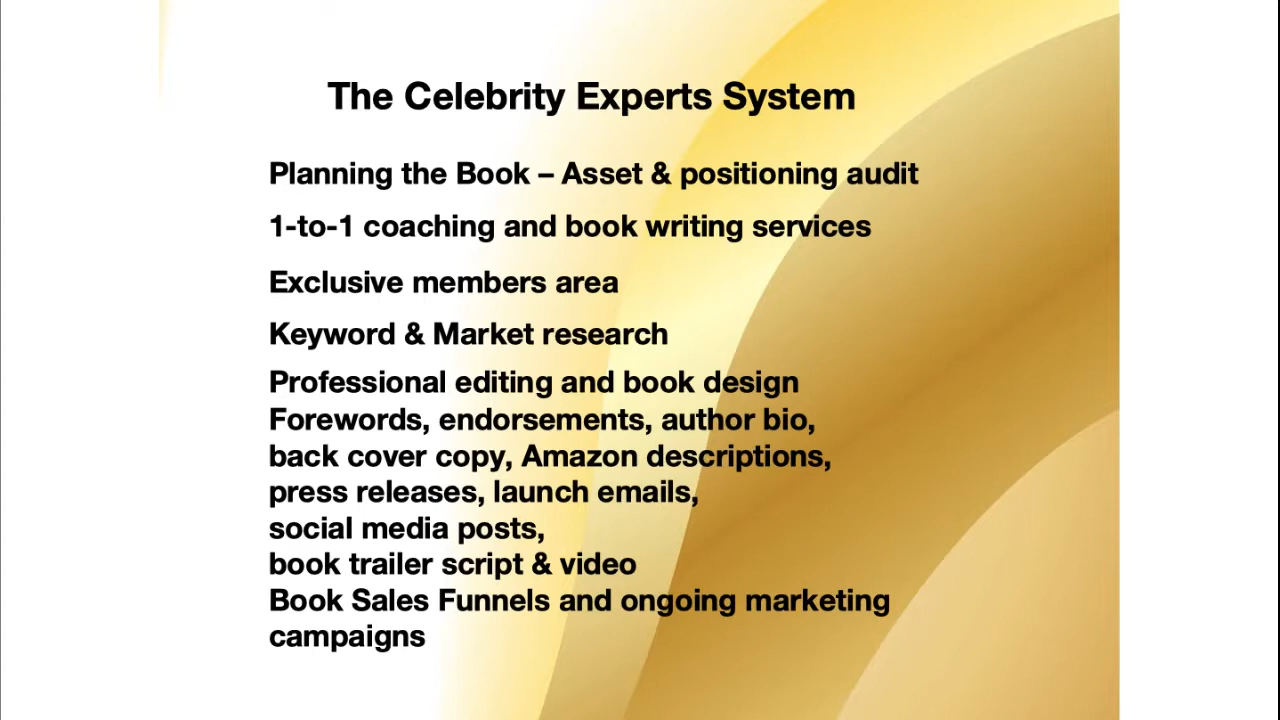 The Celebrity Experts System
Planning the Book – Asset & positioning audit
1-to-1 coaching and book writing services
Exclusive members area
Keyword & Market research
Professional editing and book design
Forewords, endorsements, author bio,
back cover copy, Amazon descriptions,
press releases, launch emails,
social media posts,
book trailer script & video
Book Sales Funnels and ongoing marketing
campaigns